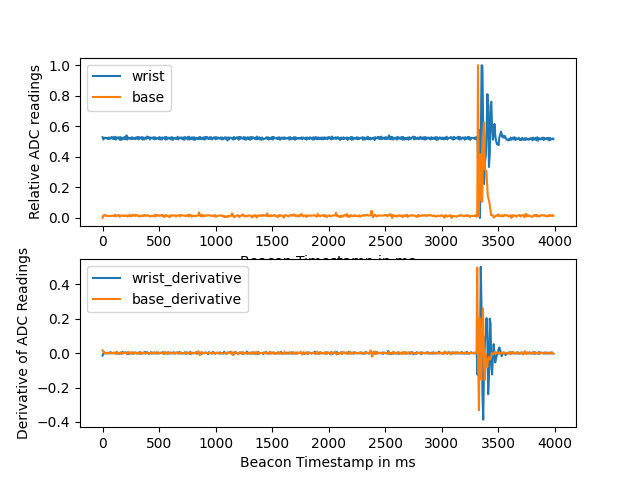 Relative ADC readings
1.0
0.8
0.6
0.4
0.2
0.0
wrist
base
0 500 1000 1500 2000 2500 3000 3500 4000
Beacon Timestamp in ms
Derivative of ADC Readings
0.4
0.2
0.0
−0.2
−0.4
wrist_derivative
base_derivative
0 500 1000 1500 2000 2500 3000 3500 4000
Beacon Timestamp in ms